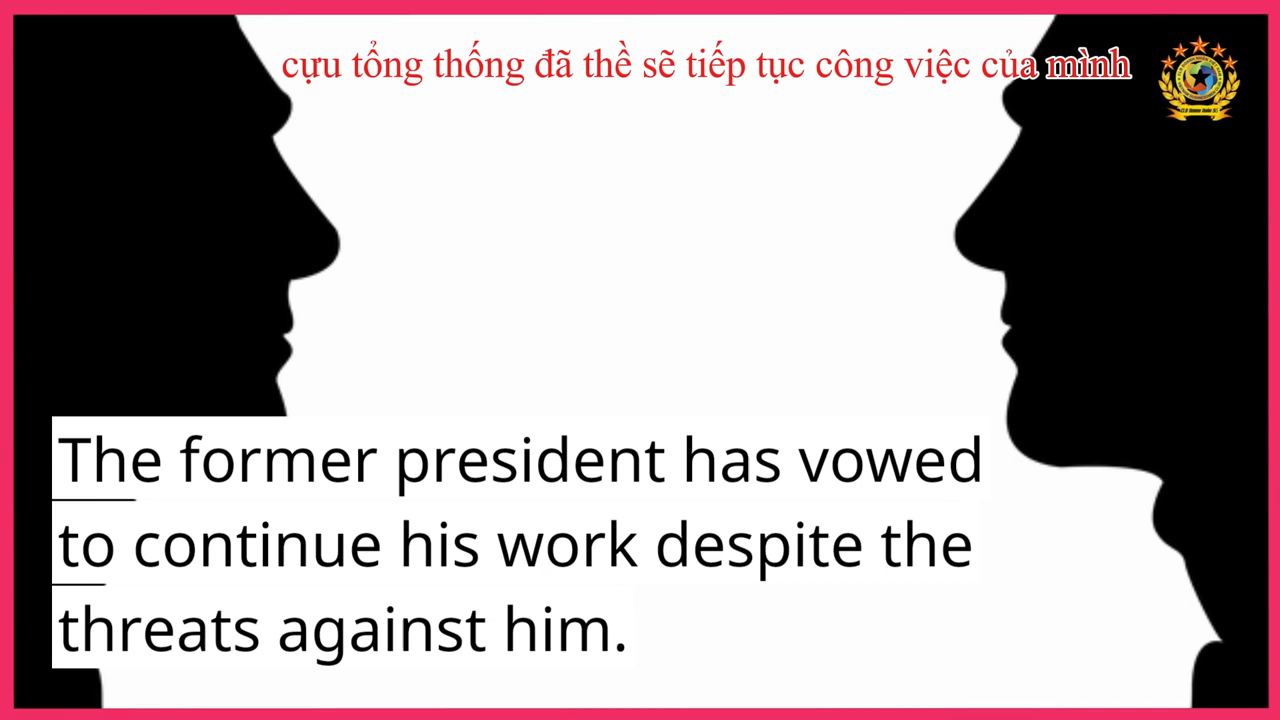 cựu tổng thống đã thề sẽ tiếp tục công việc của mình
The former president has vowed
to continue his work despite the
threats against him.